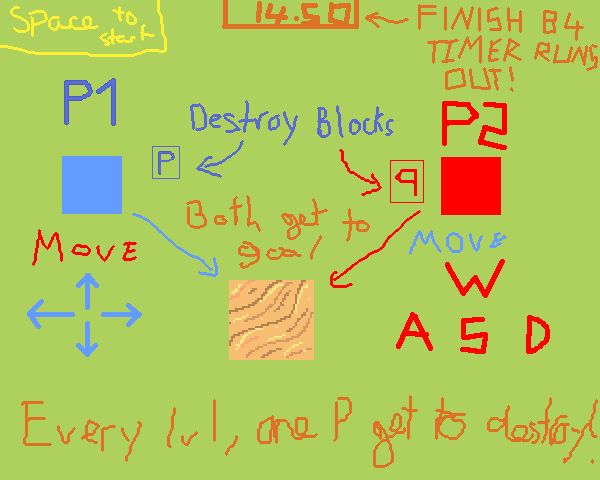 Space to start
14.50
FINISH B4
TIMER RUNS
OUT!
P1
P2
Destroy Blocks
P
q
Both get to
goal
MOVE
MOVE
W
A S D
Every lvl, one P get to destroy!